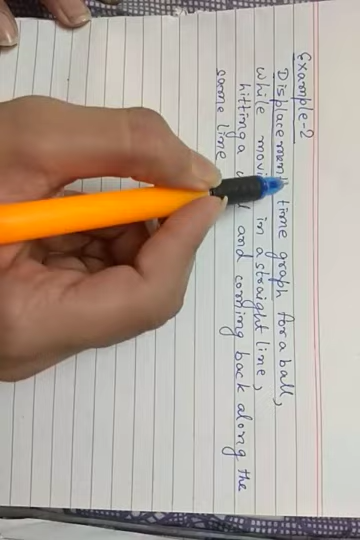 Example-2
Displacement time graph for a ball,
while in a straight line,
hitting a and coming back along the
same line